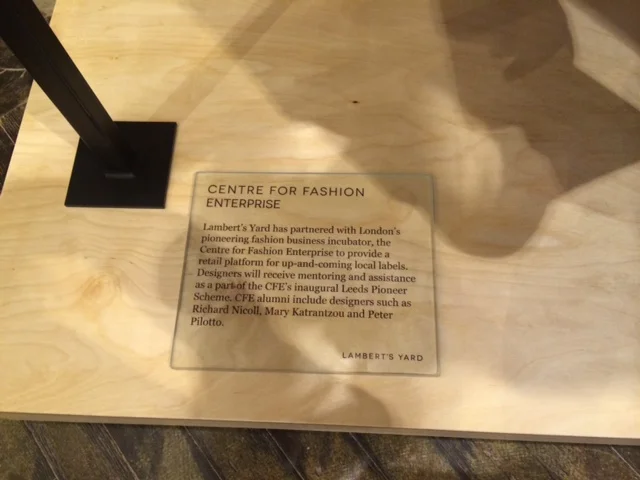 CENTRE FOR FASHION
ENTERPRISE
Lambert's Yard has partnered with London's
pioneering fashion business incubator, the
Centre for Fashion Enterprise to provide a
retail platform for up-and-coming local labels.
Designers will receive mentoring and assistance
as a part of the CFE's inaugural Leeds Pioneer
Scheme. CFE alumni include designers such as
Richard Nicoll, Mary Katrantzou and Peter
Pilotto.
LAMBERT'S YARD